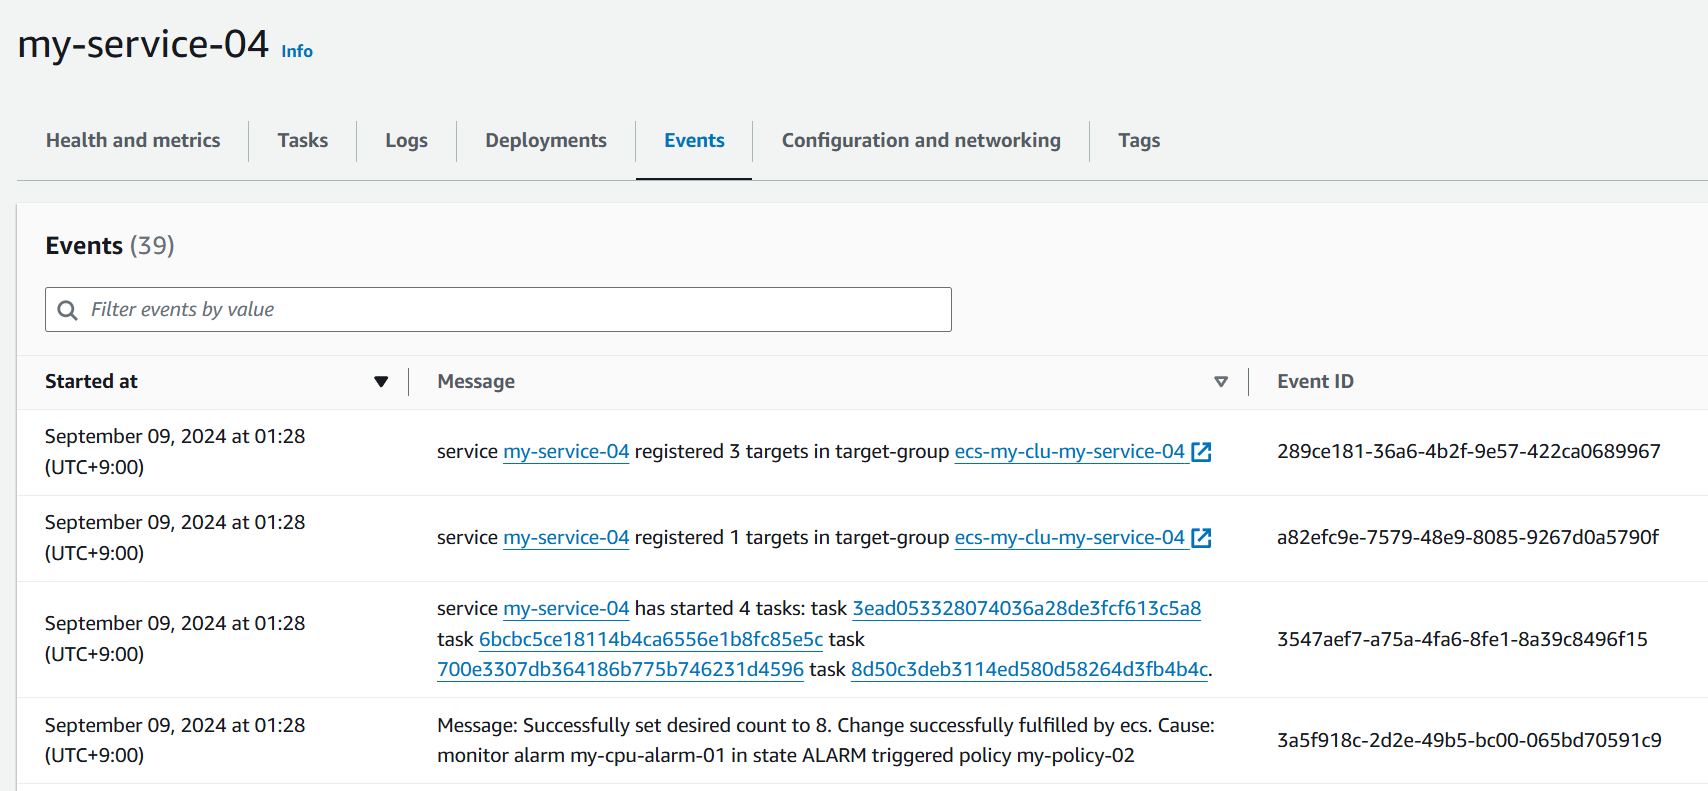 my-service-04 Info
Health and metrics Tasks Logs Deployments Events Configuration and networking Tags
Events (39)
Filter events by value
Started at Message Event ID
September 09, 2024 at 01:28
(UTC+9:00)
service my-service-04 registered 3 targets in target-group ecs-my-clu-my-service-04
289ce181-36a6-4b2f-9e57-422ca0689967
September 09, 2024 at 01:28
(UTC+9:00)
service my-service-04 registered 1 targets in target-group ecs-my-clu-my-service-04
a82efc9e-7579-48e9-8085-9267d0a5790f
September 09, 2024 at 01:28
(UTC+9:00)
service my-service-04 has started 4 tasks: task 3ead053328074036a28de3fcf613c5a8
task 6bcbc5ce18114b4ca6556e1b8fc85e5c task
700e3307db364186b775b746231d4596 task 8d50c3deb3114ed580d58264d3fb4b4c.
3547aef7-a75a-4fa6-8fe1-8a39c8496f15
September 09, 2024 at 01:28
(UTC+9:00)
Message: Successfully set desired count to 8. Change successfully fulfilled by ecs. Cause:
monitor alarm my-cpu-alarm-01 in state ALARM triggered policy my-policy-02
3a5f918c-2d2e-49b5-bc00-065bd70591c9